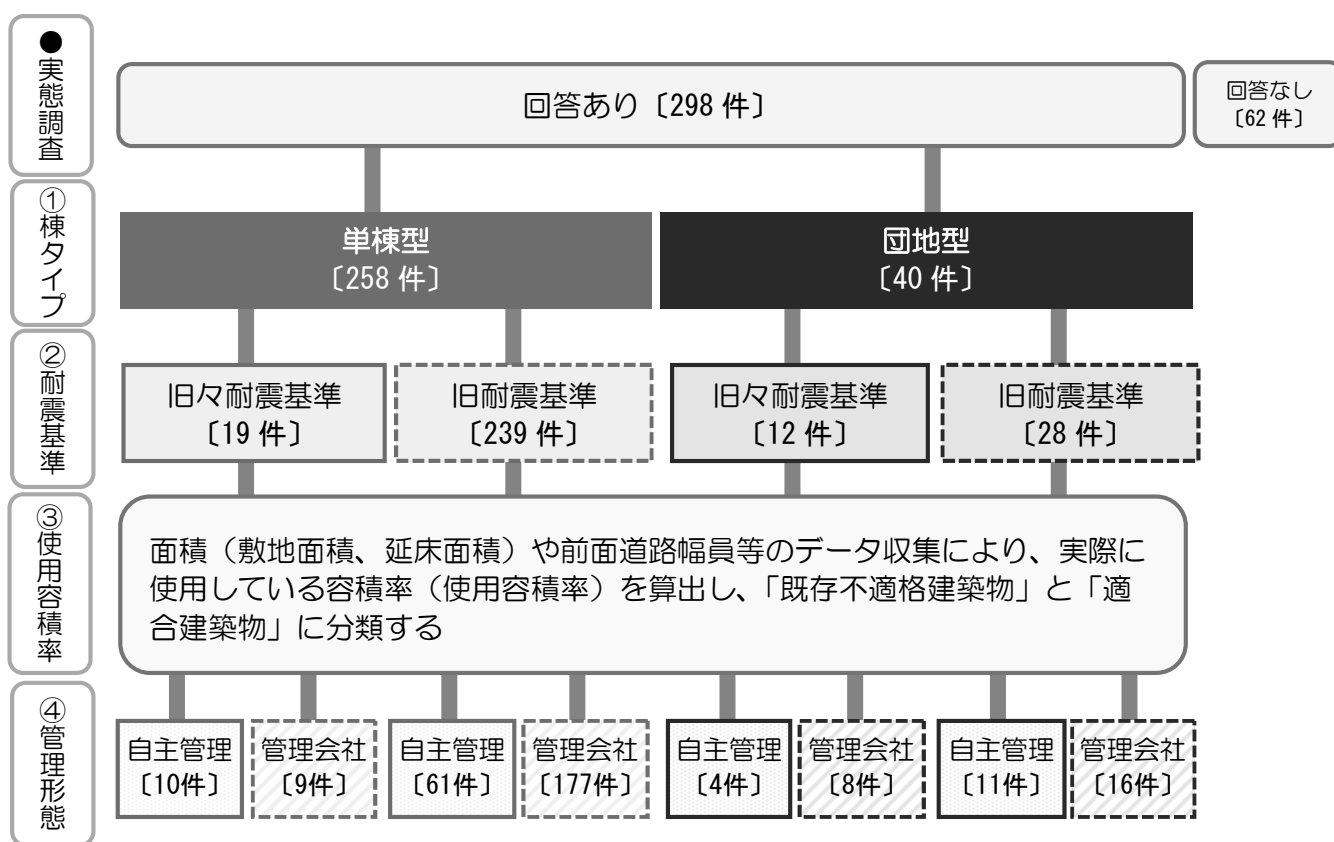 ●実態調査
回答あり〔298 件〕
回答なし
〔62 件〕
①棟タイプ
単棟型
〔258 件〕
団地型
〔40 件〕
②耐震基準
旧々耐震基準
〔19 件〕
旧耐震基準
〔239 件〕
旧々耐震基準
〔12 件〕
旧耐震基準
〔28 件〕
③使用容積率
面積（敷地面積、延床面積）や前面道路幅員等のデータ収集により、実際に
使用している容積率（使用容積率）を算出し、「既存不適格建築物」と「適
合建築物」に分類する
④管理形態
自主管理
〔10件〕
管理会社
〔9件〕
自主管理
〔61件〕
管理会社
〔177件〕
自主管理
〔4件〕
管理会社
〔8件〕
自主管理
〔11件〕
管理会社
〔16件〕